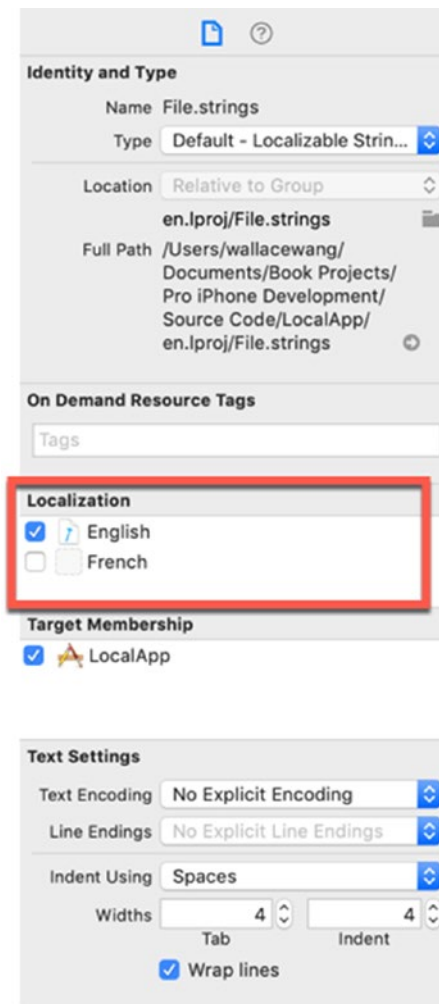 Identity and Type
Name File.strings
Type Default - Localizable Strin...
Location Relative to Group
en.lproj/File.strings
Full Path /Users/wallacewang/
Documents/Book Projects/
Pro iPhone Development/
Source Code/LocalApp/
en.lproj/File.strings
On Demand Resource Tags
Tags
Localization
English
French
Target Membership
LocalApp
Text Settings
Text Encoding No Explicit Encoding
Line Endings No Explicit Line Endings
Indent Using Spaces
Widths 4 4
Tab Indent
Wrap lines